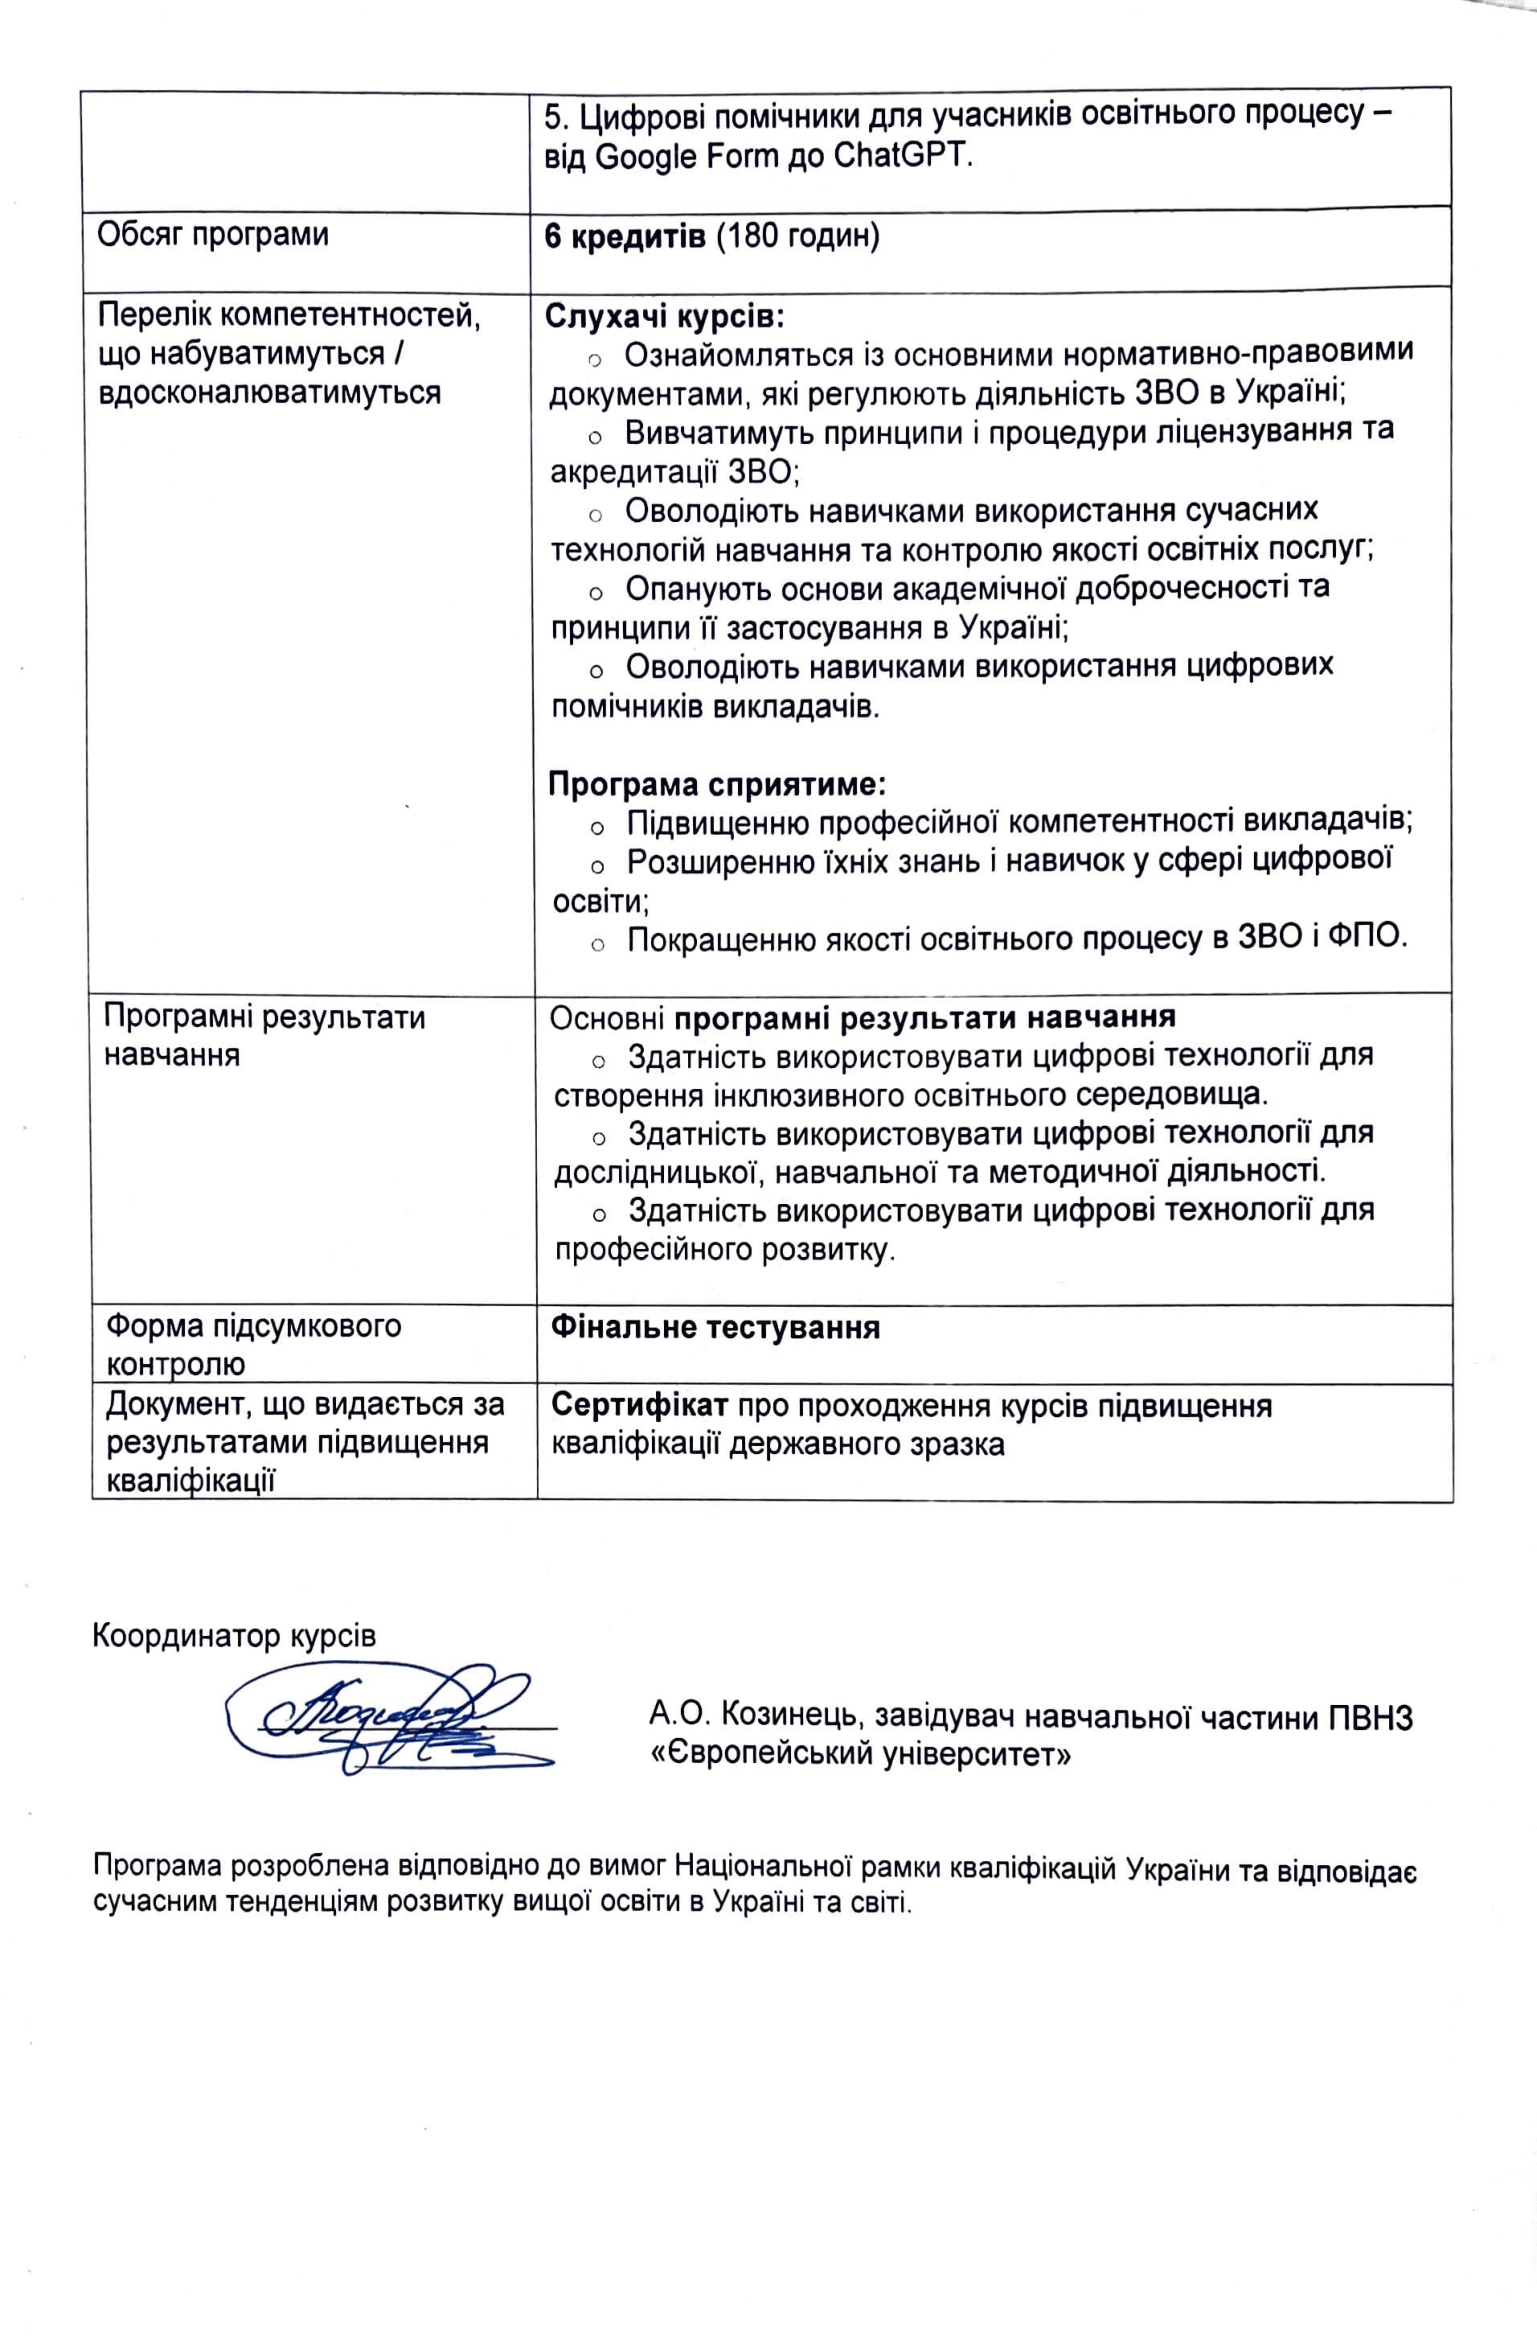 5. Цифрові помічники для учасників освітнього процесу –
від Google Form до ChatGPT.
Обсяг програми
6 кредитів (180 годин)
Перелік компетентностей,
що набуватимуться /
вдосконалюватимуться
Слухачі курсів:
o Ознайомляться із основними нормативно-правовими
документами, які регулюють діяльність ЗВО в Україні;
o Вивчатимуть принципи і процедури ліцензування та
акредитації ЗВО;
o Оволодіють навичками використання сучасних
технологій навчання та контролю якості освітніх послуг;
o Опанують основи академічної доброчесності та
принципи її застосування в Україні;
o Оволодіють навичками використання цифрових
помічників викладачів.
Програма сприятиме:
o Підвищенню професійної компетентності викладачів;
o Розширенню їхніх знань і навичок у сфері цифрової
освіти;
o Покращенню якості освітнього процесу в ЗВО і ФПО.
Програмні результати
навчання
Основні програмні результати навчання
o Здатність використовувати цифрові технології для
створення інклюзивного освітнього середовища.
o Здатність використовувати цифрові технології для
дослідницької, навчальної та методичної діяльності.
o Здатність використовувати цифрові технології для
професійного розвитку.
Форма підсумкового
контролю
Фінальне тестування
Документ, що видається за
результатами підвищення
кваліфікації
Сертифікат про проходження курсів підвищення
кваліфікації державного зразка
Координатор курсів
А.О. Козинець, завідувач навчальної частини ПВНЗ
«Європейський університет»
Програма розроблена відповідно до вимог Національної рамки кваліфікацій України та відповідає
сучасним тенденціям розвитку вищої освіти в Україні та світі.